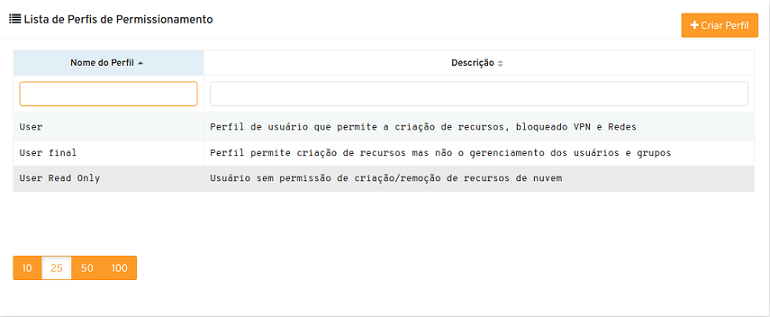 Lista de Perfis de Permissionamento
+ Criar Perfil
Nome do Perfil Descrição
User Perfil de usuário que permite a criação de recursos, bloqueado VPN e Redes
User final Perfil permite criação de recursos mas não o gerenciamento dos usuários e grupos
User Read Only Usuário sem permissão de criação/remoção de recursos de nuvem
10 25 50 100